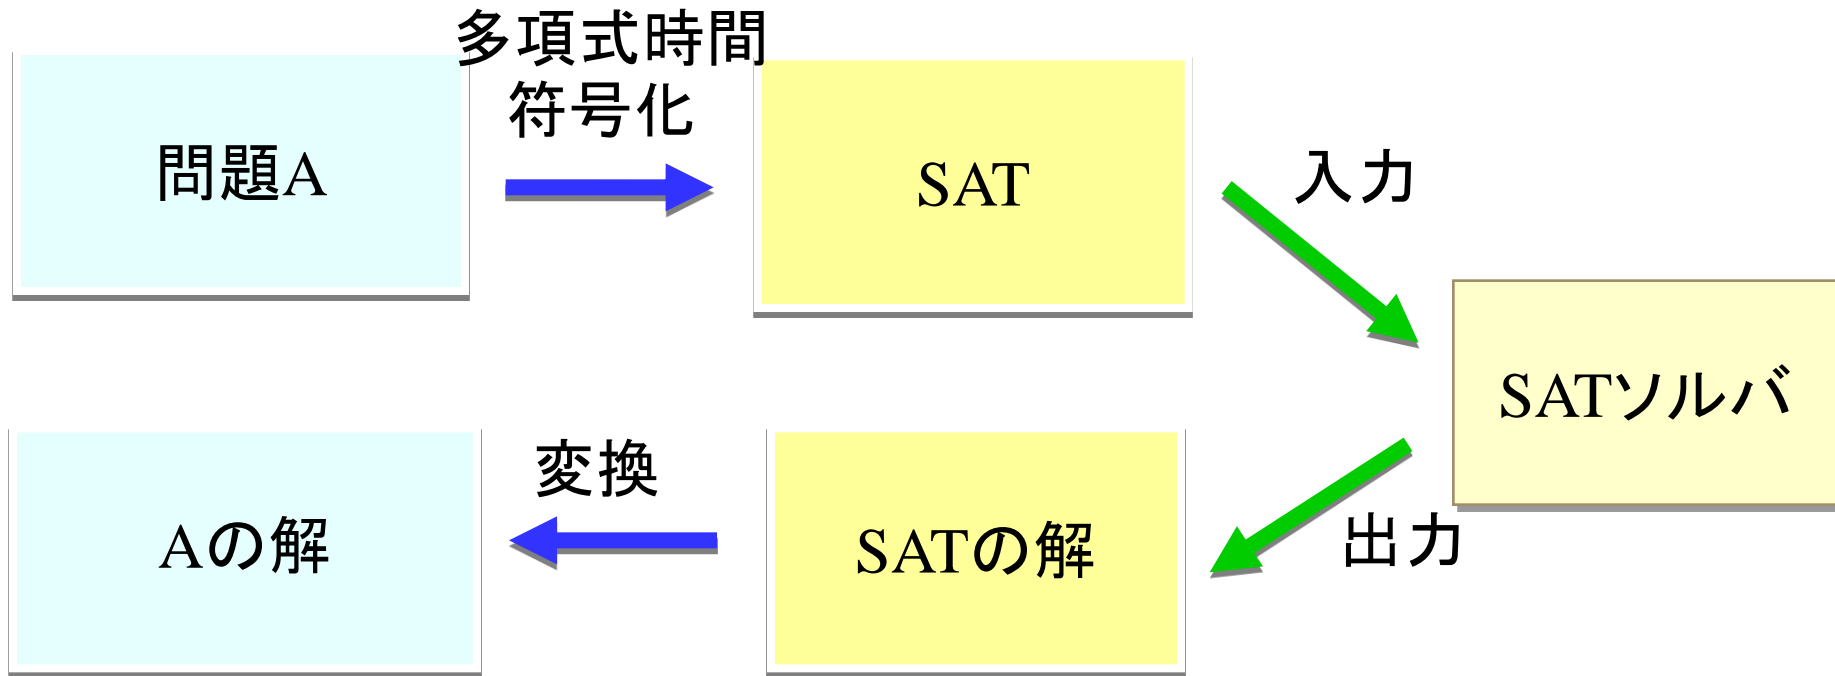 多項式時間
符号化
問題A
SAT
入力
SATソルバ
変換
Aの解
SATの解
出力